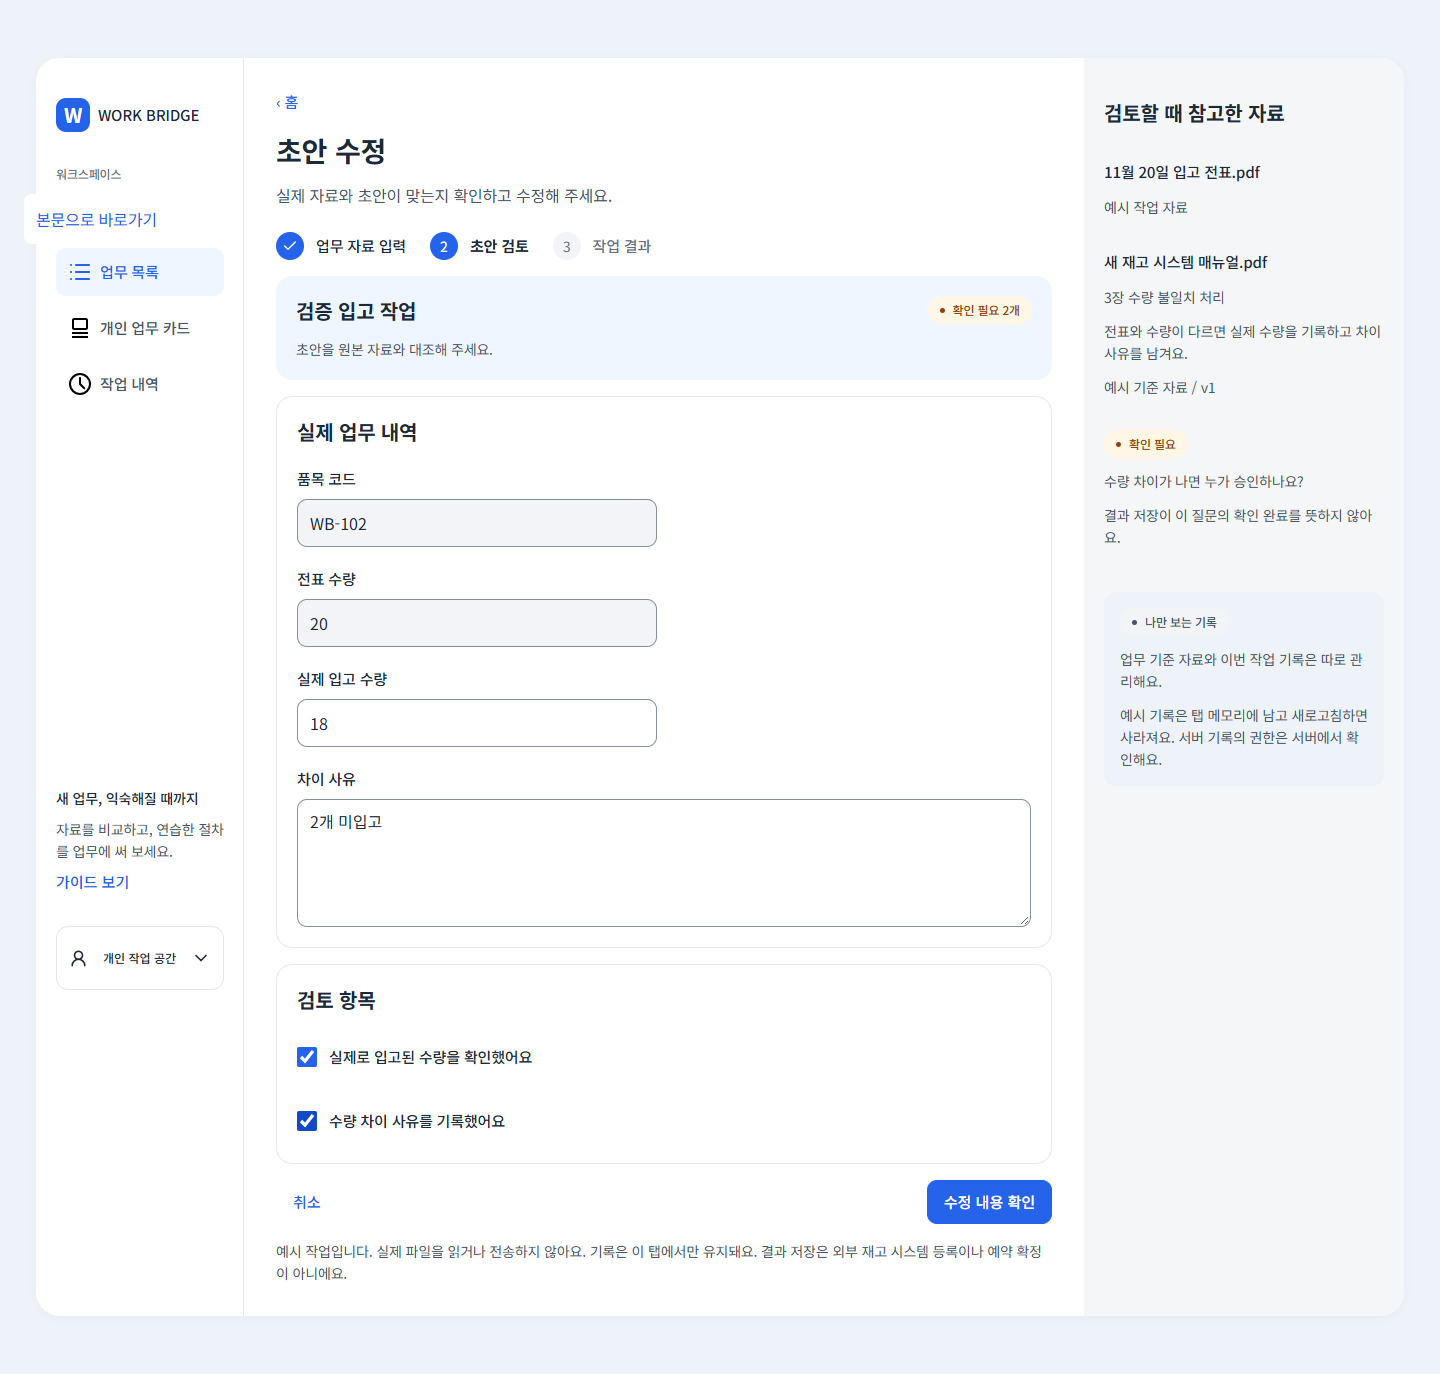 W WORK BRIDGE
워크스페이스
본문으로 바로가기
업무 목록
개인 업무 카드
작업 내역
새 업무, 익숙해질 때까지
자료를 비교하고, 연습한 절차
를 업무에 써 보세요.
가이드 보기
개인 작업 공간
‹ 홈
초안 수정
실제 자료와 초안이 맞는지 확인하고 수정해 주세요.
업무 자료 입력
2 초안 검토
3 작업 결과
검증 입고 작업
확인 필요 2개
초안을 원본 자료와 대조해 주세요.
실제 업무 내역
품목 코드
WB-102
전표 수량
20
실제 입고 수량
18
차이 사유
2개 미입고
검토 항목
실제로 입고된 수량을 확인했어요
수량 차이 사유를 기록했어요
취소
수정 내용 확인
예시 작업입니다. 실제 파일을 읽거나 전송하지 않아요. 기록은 이 탭에서만 유지돼요. 결과 저장은 외부 재고 시스템 등록이나 예약 확정
이 아니에요.
검토할 때 참고한 자료
11월 20일 입고 전표.pdf
예시 작업 자료
새 재고 시스템 매뉴얼.pdf
3장 수량 불일치 처리
전표와 수량이 다르면 실제 수량을 기록하고 차이
사유를 남겨요.
예시 기준 자료 / v1
확인 필요
수량 차이가 나면 누가 승인하나요?
결과 저장이 이 질문의 확인 완료를 뜻하지 않아
요.
나만 보는 기록
업무 기준 자료와 이번 작업 기록은 따로 관
리해요.
예시 기록은 탭 메모리에 남고 새로고침하면
사라져요. 서버 기록의 권한은 서버에서 확
인해요.